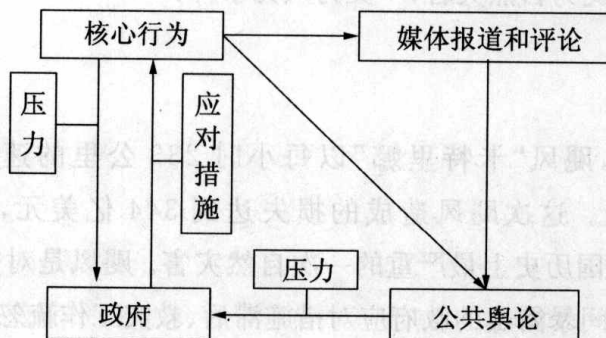 核心行为
媒体报道和评论
压力
应对措施
压力
政府
公共舆论